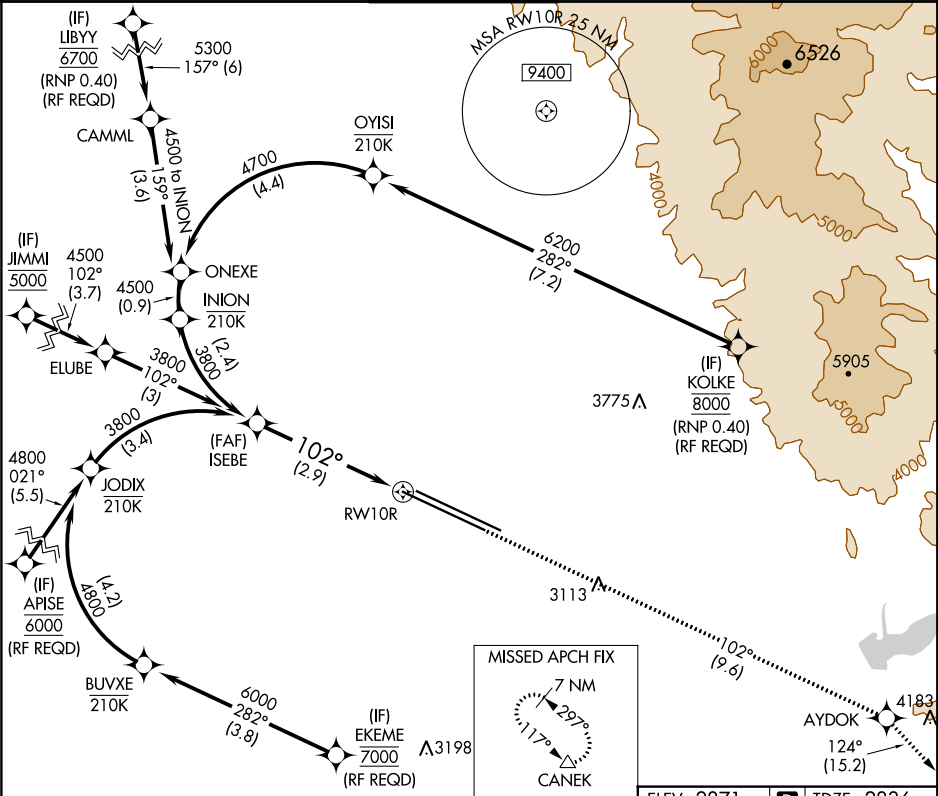 (IF)
LIBYY
6700
(RNP 0.40)
(RF REQD)
5300
157° (6)
CAMML
4500 to INION
159°
(3.6)
MSA RW10R 25 NM
9400
6000
6526
4000
5000
OYISI
210K
4700
(4.4)
6200
282°
(7.2)
(IF)
JIMMI
5000
4500
102°
(3.7)
ONEXE
4500
(0.9)
INION
210K
(2.4)
3800
ELUBE
3800
102°
(3)
(IF)
KOLKE
8000
(RNP 0.40)
(RF REQD)
5905
5000
4000
3775
3800
(3.4)
(FAF)
ISEBE
102°
(2.9)
RW10R
4800
021°
(5.5)
JODIX
210K
(IF)
APISE
6000
(RF REQD)
(4.2)
4800
3113
102°
(9.6)
BUVXE
210K
6000
282°
(3.8)
(IF)
EKEME
7000
(RF REQD)
3198
MISSED APCH FIX
7 NM
297°
117°
CANEK
AYDOK
4183
124°
(15.2)